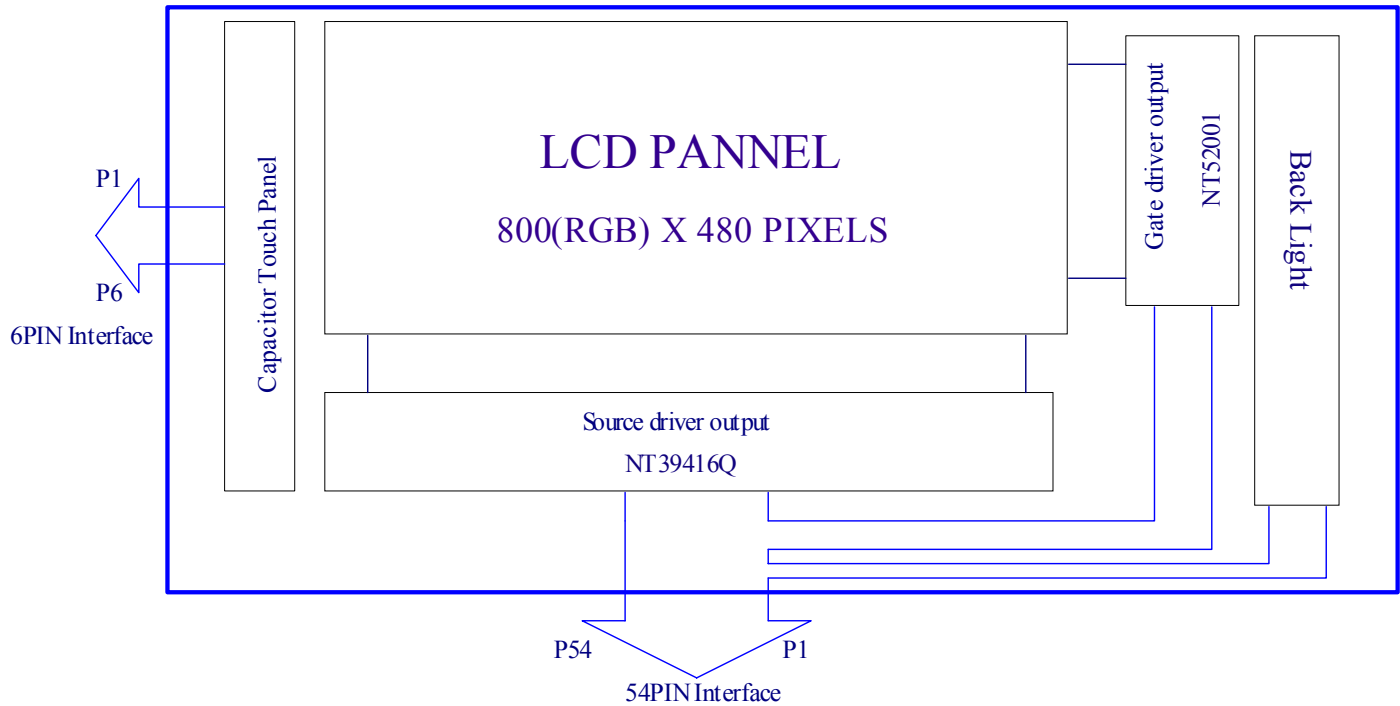 LCD PANNEL
800(RGB) X 480 PIXELS
Gate driver output
NT52001
Back Light
Capacitor Touch Panel
P1
P6
6PIN Interface
Source driver output
NT39416Q
P54
P1
54PIN Interface